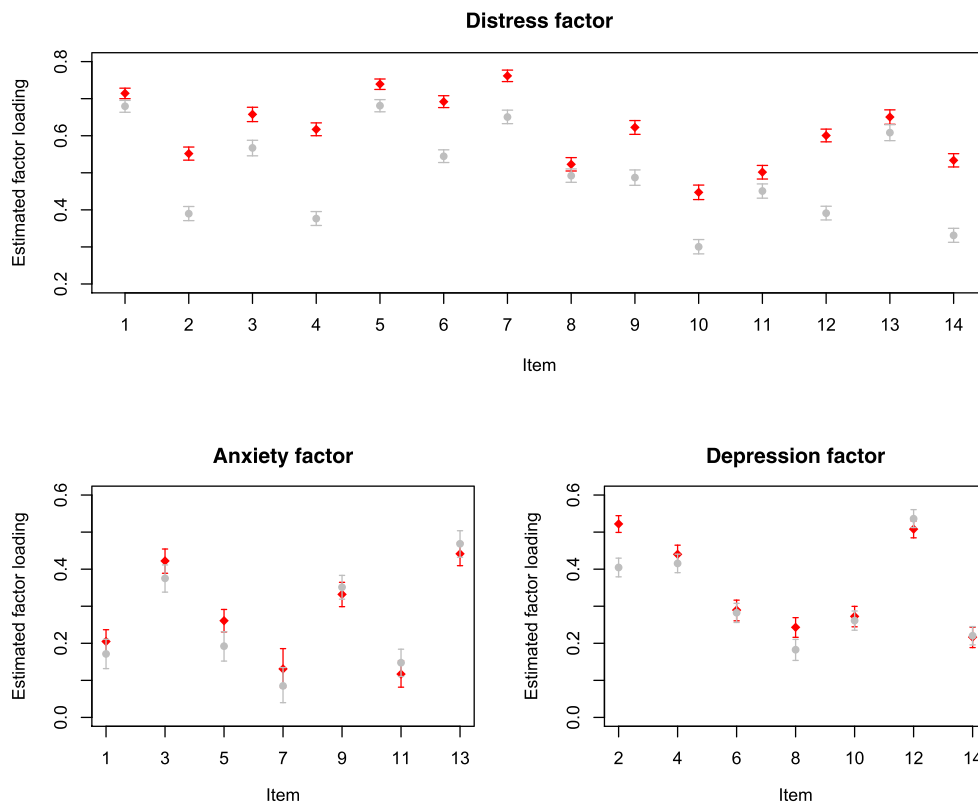 Distress factor
Estimated factor loading
0.8
0.6
0.4
0.2
1 2 3 4 5 6 7 8 9 10 11 12 13 14
Item
Anxiety factor
Estimated factor loading
0.6
0.4
0.2
0.0
1 3 5 7 9 11 13
Item
Depression factor
Estimated factor loading
0.6
0.4
0.2
0.0
2 4 6 8 10 12 14
Item